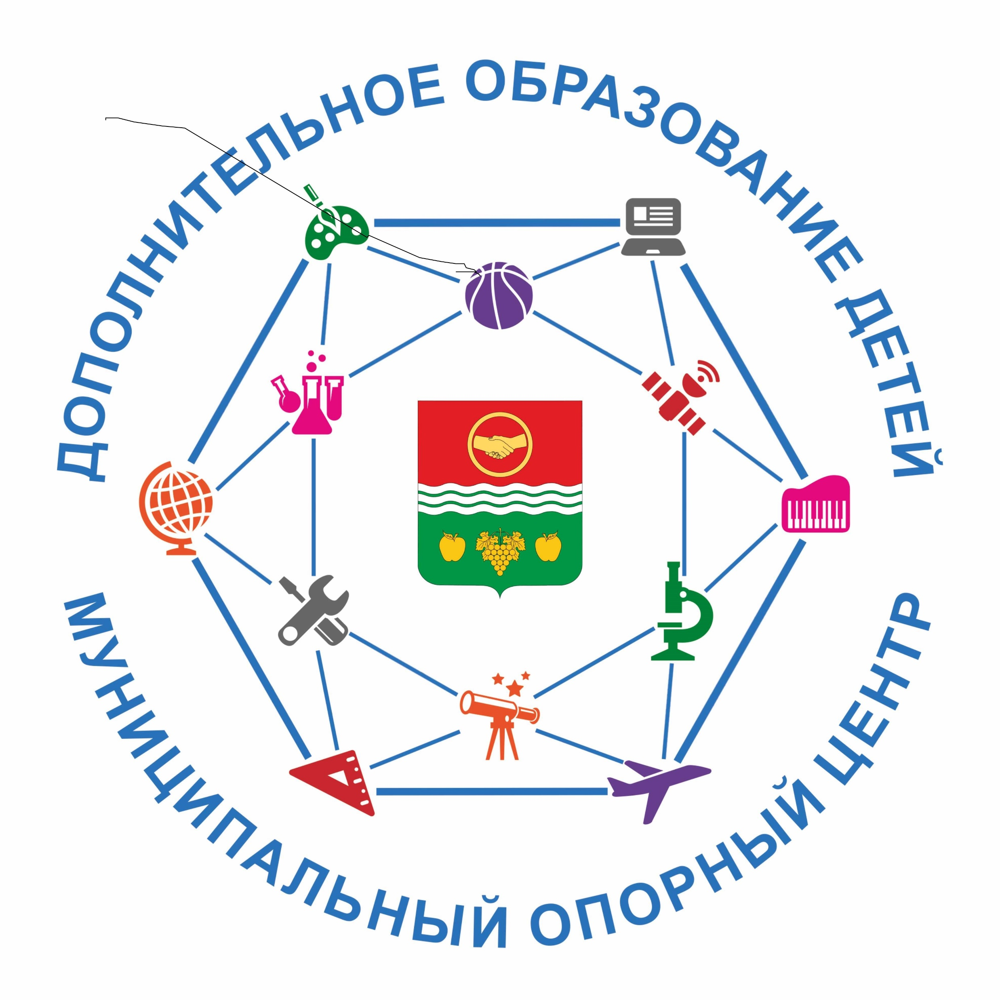 ДОПОЛНИТЕЛЬНОЕ ОБРАЗОВАНИЕ ДЕТЕЙ
МУНИЦИПАЛЬНЫЙ ОПОРНЫЙ ЦЕНТР